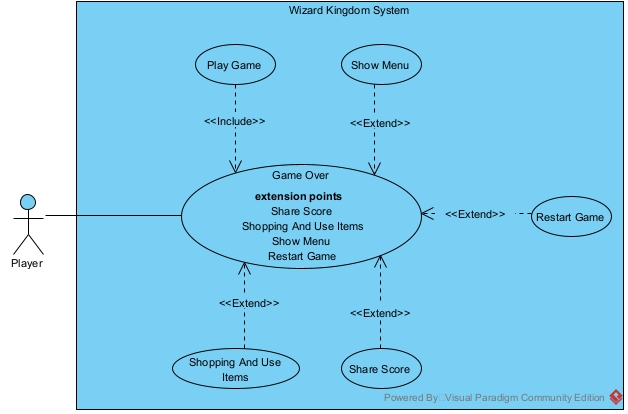 Wizard Kingdom System
Play Game
Show Menu
<<Include>>
<<Extend>>
Game Over
extension points
Share Score
Shopping And Use Items
Show Menu
Restart Game
<<Extend>>
Restart Game
Player
<<Extend>>
<<Extend>>
Shopping And Use
Items
Share Score
Powered By Visual Paradigm Community Edition